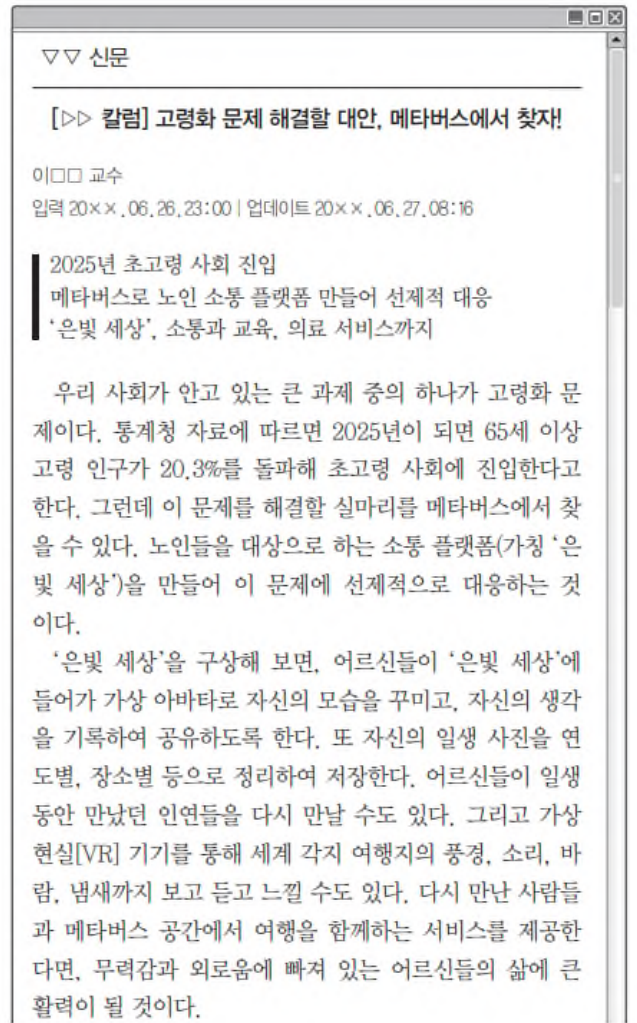 ▽▽ 신문
[▷▷ 칼럼] 고령화 문제 해결할 대안, 메타버스에서 찾자!
이□□ 교수
입력 20××.06.26.23:00 | 업데이트 20××.06.27.08:16
2025년 초고령 사회 진입
메타버스로 노인 소통 플랫폼 만들어 선제적 대응
‘은빛 세상’, 소통과 교육, 의료 서비스까지
우리 사회가 안고 있는 큰 과제 중의 하나가 고령화 문
제이다. 통계청 자료에 따르면 2025년이 되면 65세 이상
고령 인구가 20.3%를 돌파해 초고령 사회에 진입한다고
한다. 그런데 이 문제를 해결할 실마리를 메타버스에서 찾
을 수 있다. 노인들을 대상으로 하는 소통 플랫폼(가칭 ‘은
빛 세상’)을 만들어 이 문제에 선제적으로 대응하는 것
이다.
‘은빛 세상’을 구상해 보면, 어르신들이 ‘은빛 세상’에
들어가 가상 아바타로 자신의 모습을 꾸미고, 자신의 생각
을 기록하여 공유하도록 한다. 또 자신의 일생 사진을 연
도별, 장소별 등으로 정리하여 저장한다. 어르신들이 일생
동안 만났던 인연들을 다시 만날 수도 있다. 그리고 가상
현실[VR] 기기를 통해 세계 각지 여행지의 풍경, 소리, 바
람, 냄새까지 보고 듣고 느낄 수도 있다. 다시 만난 사람들
과 메타버스 공간에서 여행을 함께하는 서비스를 제공한
다면, 무력감과 외로움에 빠져 있는 어르신들의 삶에 큰
활력이 될 것이다.